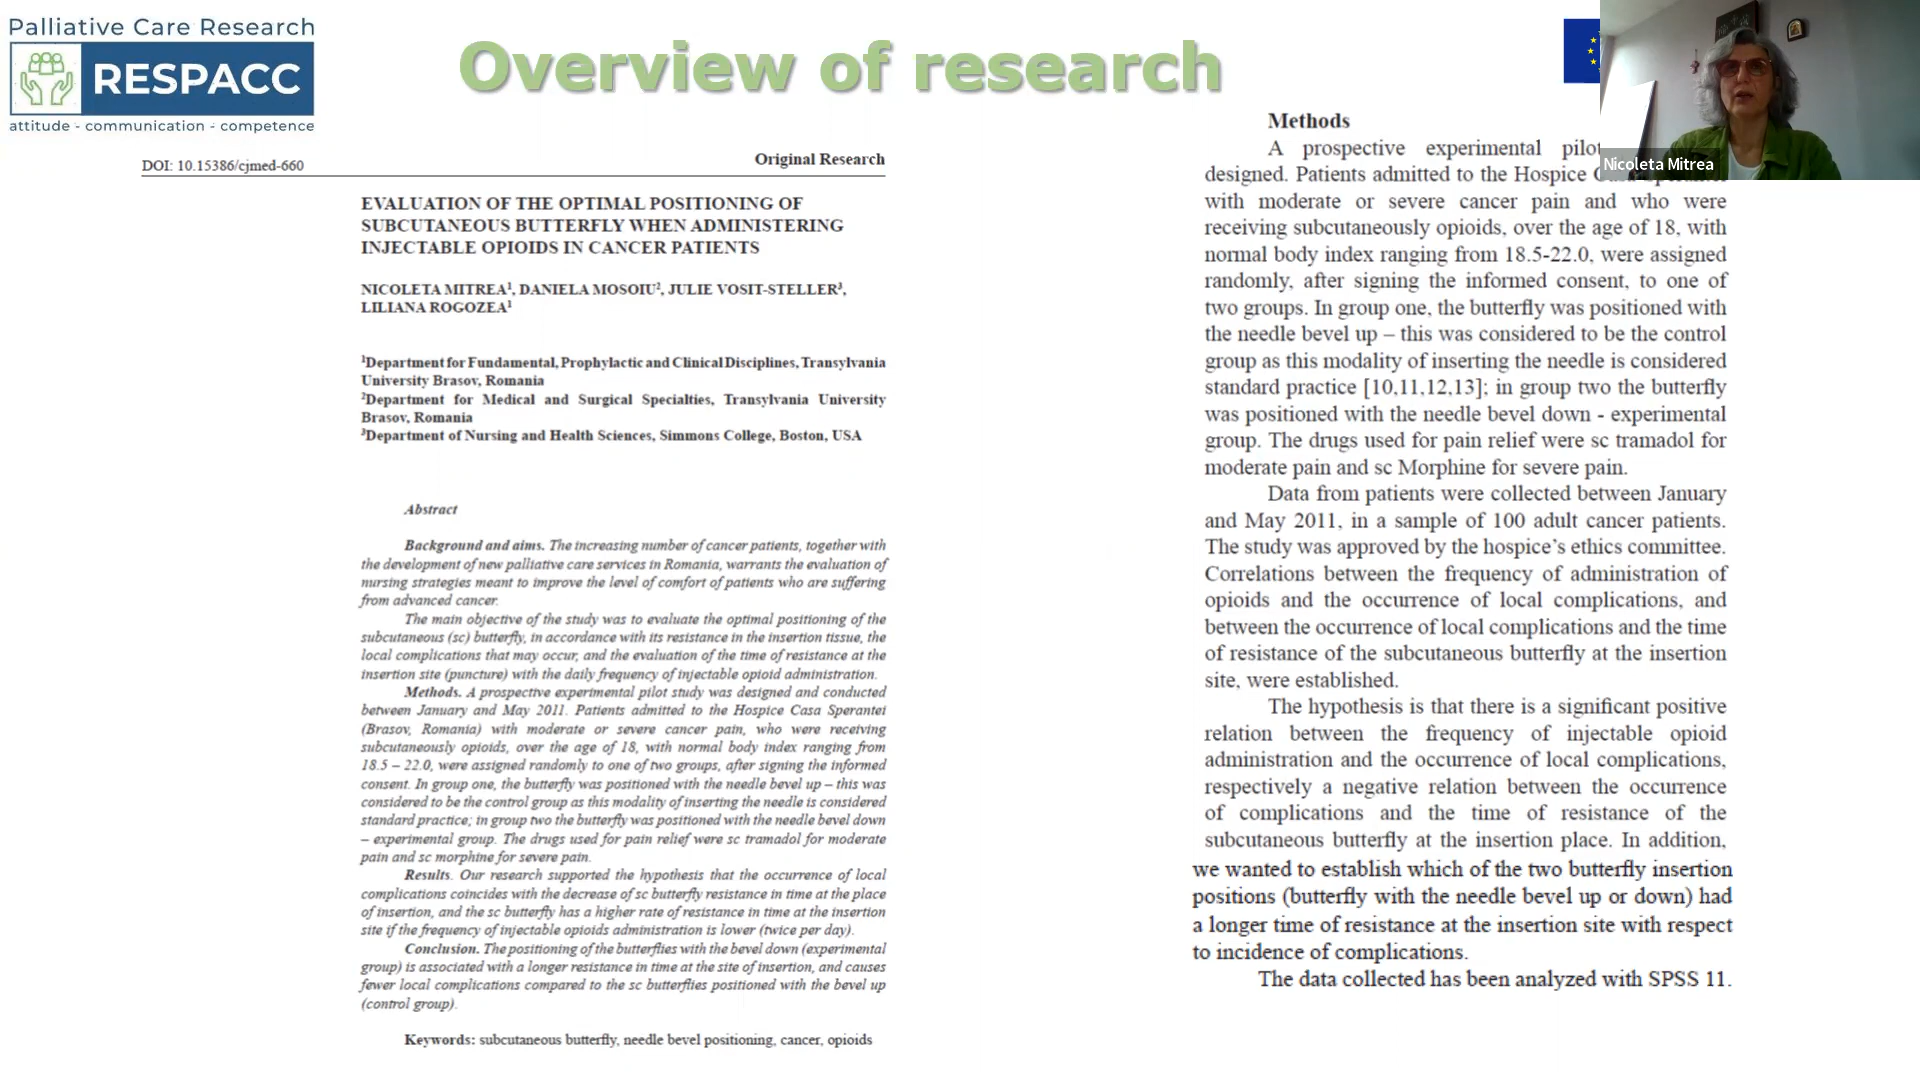 Palliative Care Research
RESPACC
attitude - communication - competence
Overview of research
Nicoleta Mitrea
DOI: 10.15386/cjmed-660
Original Research
EVALUATION OF THE OPTIMAL POSITIONING OF
SUBCUTANEOUS BUTTERFLY WHEN ADMINISTERING
INJECTABLE OPIOIDS IN CANCER PATIENTS
NICOLETA MITREA¹, DANIELA MOSOIU², JULIE VOSIT-STELLER³,
LILIANA ROGOZEA¹
¹Department for Fundamental, Prophylactic and Clinical Disciplines, Transylvania
University Brasov, Romania
²Department for Medical and Surgical Specialties, Transylvania University
Brasov, Romania
³Department of Nursing and Health Sciences, Simmons College, Boston, USA
Abstract
Background and aims. The increasing number of cancer patients, together with
the development of new palliative care services in Romania, warrants the evaluation of
nursing strategies meant to improve the level of comfort of patients who are suffering
from advanced cancer.
The main objective of the study was to evaluate the optimal positioning of the
subcutaneous (sc) butterfly, in accordance with its resistance in the insertion tissue, the
local complications that may occur, and the evaluation of the time of resistance at the
insertion site (puncture) with the daily frequency of injectable opioid administration.
Methods. A prospective experimental pilot study was designed and conducted
between January and May 2011. Patients admitted to the Hospice Casa Sperantei
(Brasov, Romania) with moderate or severe cancer pain, who were receiving
subcutaneously opioids, over the age of 18, with normal body index ranging from
18.5 – 22.0, were assigned randomly to one of two groups, after signing the informed
consent. In group one, the butterfly was positioned with the needle bevel up – this was
considered to be the control group as this modality of inserting the needle is considered
standard practice; in group two the butterfly was positioned with the needle bevel down
– experimental group. The drugs used for pain relief were sc tramadol for moderate
pain and sc morphine for severe pain.
Results. Our research supported the hypothesis that the occurrence of local
complications coincides with the decrease of sc butterfly resistance in time at the place
of insertion, and the sc butterfly has a higher rate of resistance in time at the insertion
site if the frequency of injectable opioids administration is lower (twice per day).
Conclusion. The positioning of the butterflies with the bevel down (experimental
group) is associated with a longer resistance in time at the site of insertion, and causes
fewer local complications compared to the sc butterflies positioned with the bevel up
(control group).
Keywords: subcutaneous butterfly, needle bevel positioning, cancer, opioids
Methods
A prospective experimental pilot
designed. Patients admitted to the Hospice
with moderate or severe cancer pain and who were
receiving subcutaneously opioids, over the age of 18, with
normal body index ranging from 18.5-22.0, were assigned
randomly, after signing the informed consent, to one of
two groups. In group one, the butterfly was positioned with
the needle bevel up – this was considered to be the control
group as this modality of inserting the needle is considered
standard practice [10,11,12,13]; in group two the butterfly
was positioned with the needle bevel down - experimental
group. The drugs used for pain relief were sc tramadol for
moderate pain and sc Morphine for severe pain.
Data from patients were collected between January
and May 2011, in a sample of 100 adult cancer patients.
The study was approved by the hospice’s ethics committee.
Correlations between the frequency of administration of
opioids and the occurrence of local complications, and
between the occurrence of local complications and the time
of resistance of the subcutaneous butterfly at the insertion
site, were established.
The hypothesis is that there is a significant positive
relation between the frequency of injectable opioid
administration and the occurrence of local complications,
respectively a negative relation between the occurrence
of complications and the time of resistance of the
subcutaneous butterfly at the insertion place. In addition,
we wanted to establish which of the two butterfly insertion
positions (butterfly with the needle bevel up or down) had
a longer time of resistance at the insertion site with respect
to incidence of complications.
The data collected has been analyzed with SPSS 11.